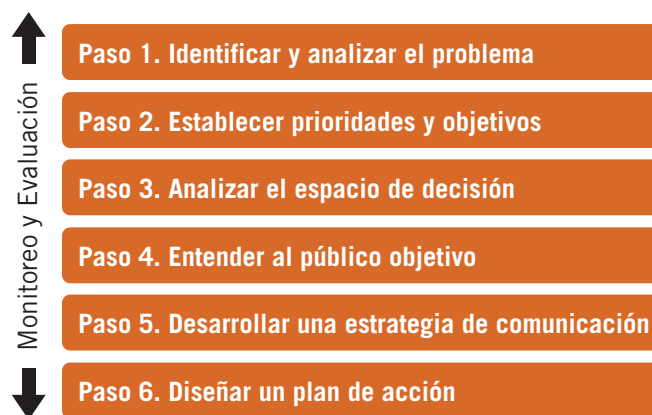 Monitoreo y Evaluación
Paso 1. Identificar y analizar el problema
Paso 2. Establecer prioridades y objetivos
Paso 3. Analizar el espacio de decisión
Paso 4. Entender al público objetivo
Paso 5. Desarrollar una estrategia de comunicación
Paso 6. Diseñar un plan de acción